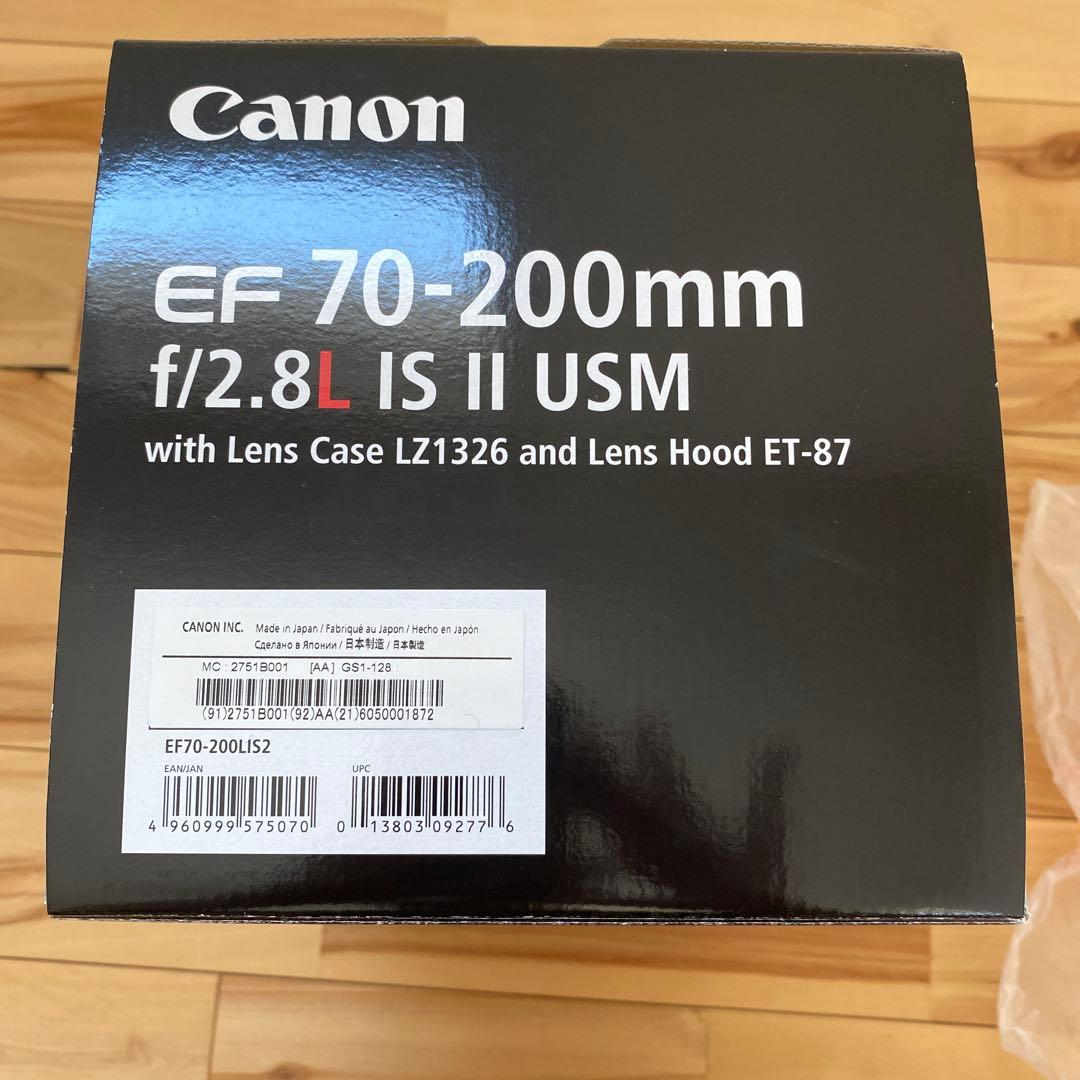 Canon
EF 70-200mm
f/2.8L IS II USM
with Lens Case LZ1326 and Lens Hood ET-87
CANON INC. Made in Japan / Fabriqué au Japon / Hecho en Japón
Сделано в Японии / 日本制造 / 日本製造
MC : 2751B001 [AA] GS1-128 :
(91)2751B001(92)AA(21)6050001872
EF70-200LIS2
EAN/JAN UPC
4 960999 575070 0 13803 09277 6